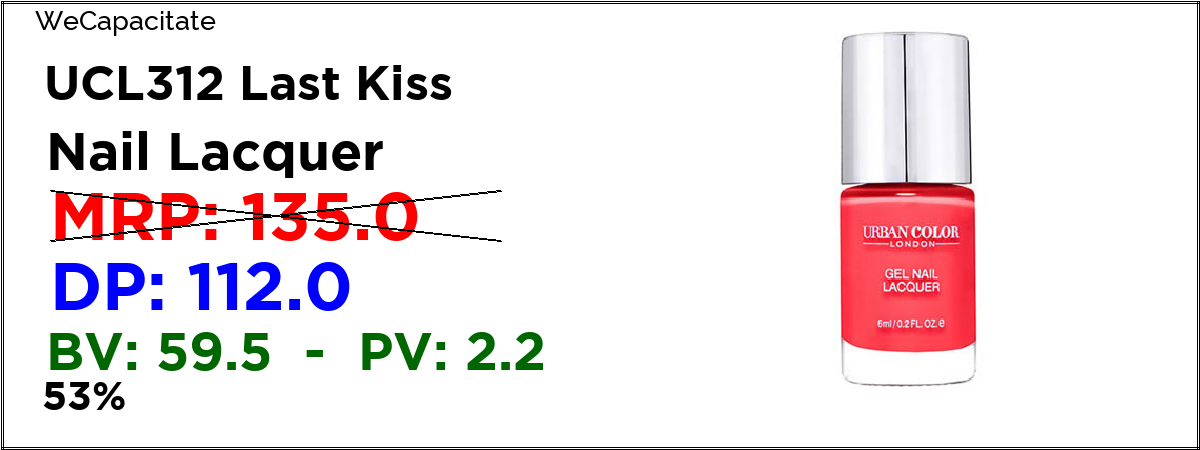 WeCapacitate
UCL312 Last Kiss
Nail Lacquer
MRP: 135.0
DP: 112.0
BV: 59.5 - PV: 2.2
53%
URBAN COLOR
LONDON
GEL NAIL
LACQUER
6ml / 0.2 FL. OZ. e